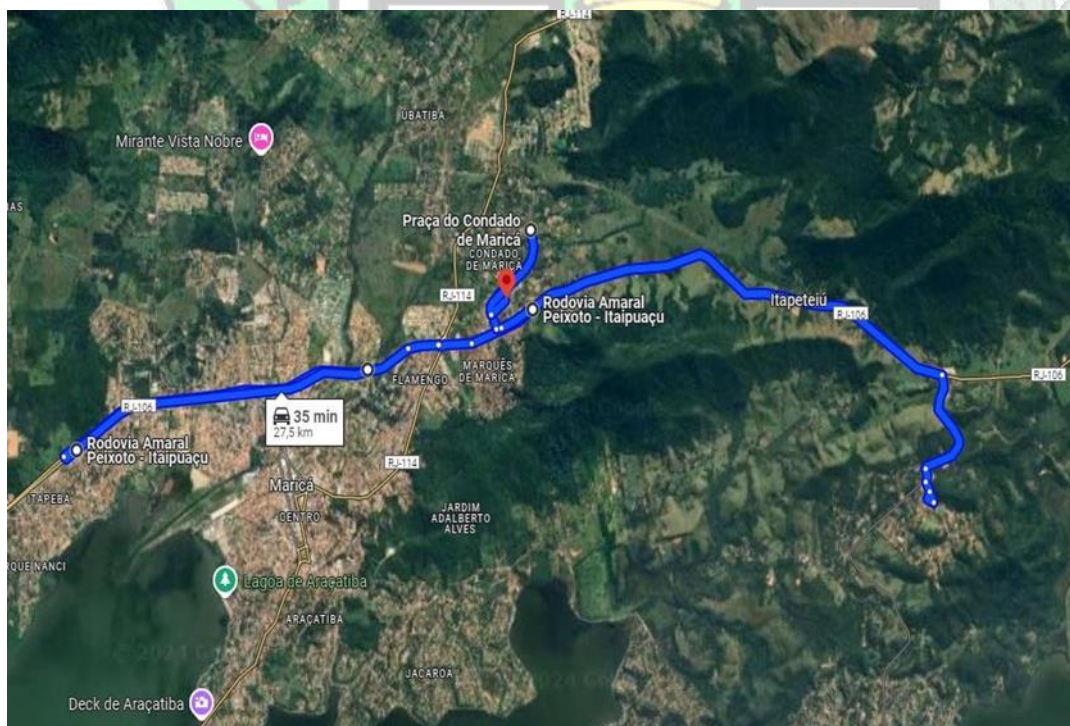 RJ-114
UBATIBA
Mirante Vista Nobre
Praça do Condado
de Maricá
CONDADO
DE MARICÁ
RJ-114
Rodovia Amaral
Peixoto - Itaipuaçu
Itapeteiú
RJ-106
MARQUÊS
DE MARICÁ
FLAMENGO
RJ-106
RJ-106
35 min
27,5 km
Rodovia Amaral
Peixoto - Itaipuaçu
RJ-114
ITAPEBA
Maricá
CENTRO
JARDIM
ADALBERTO
ALVES
RQUE NANCI
Lagoa de Araçatiba
ARAÇATIBA
JACAROA
Deck de Araçatiba